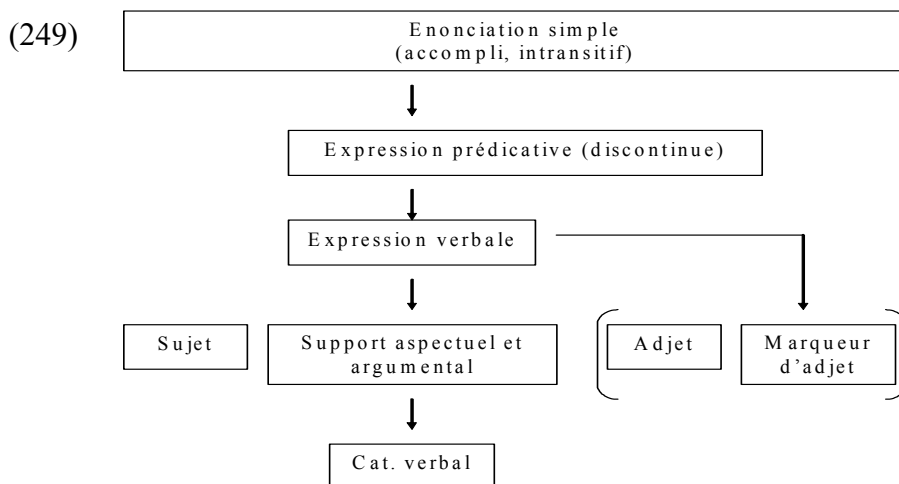 (249)
Enonciation simple
(accompli, intransitif)
Expression prédicative (discontinue)
Expression verbale
Sujet
Support aspectuel et
argumental
Adjet
Marqueur
d'adjet
Cat. verbal